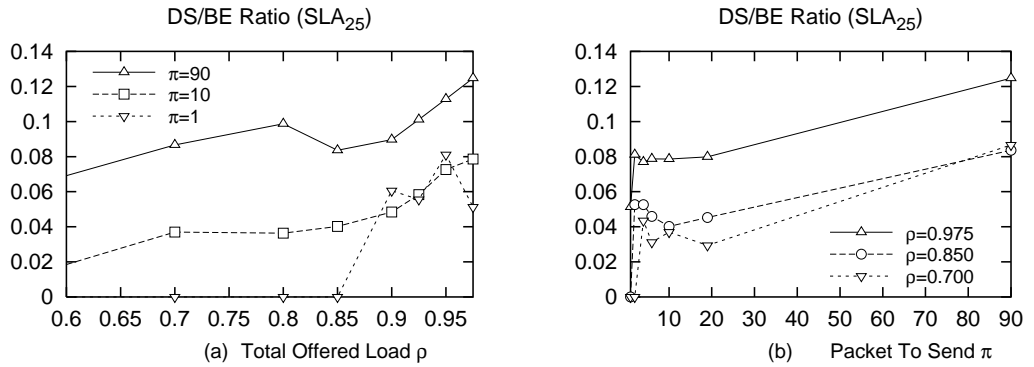 DS/BE Ratio (SLA25)
0.14
0.12
0.1
0.08
0.06
0.04
0.02
0
π=90
π=10
π=1
0.6 0.65 0.7 0.75 0.8 0.85 0.9 0.95
(a) Total Offered Load ρ
DS/BE Ratio (SLA25)
0.14
0.12
0.1
0.08
0.06
0.04
0.02
0
ρ=0.975
ρ=0.850
ρ=0.700
10 20 30 40 50 60 70 80 90
(b) Packet To Send π